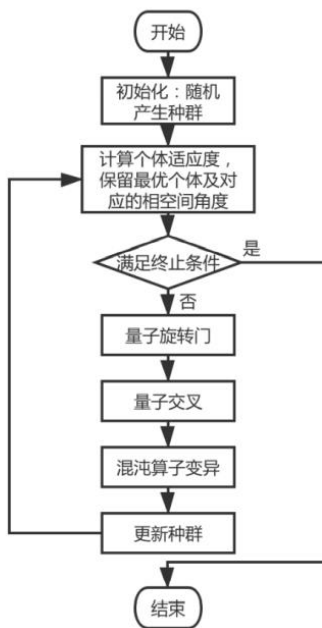 开始
初始化：随机
产生种群
计算个体适应度，
保留最优个体及对
应的相空间角度
满足终止条件
是
否
量子旋转门
量子交叉
混沌算子变异
更新种群
结束